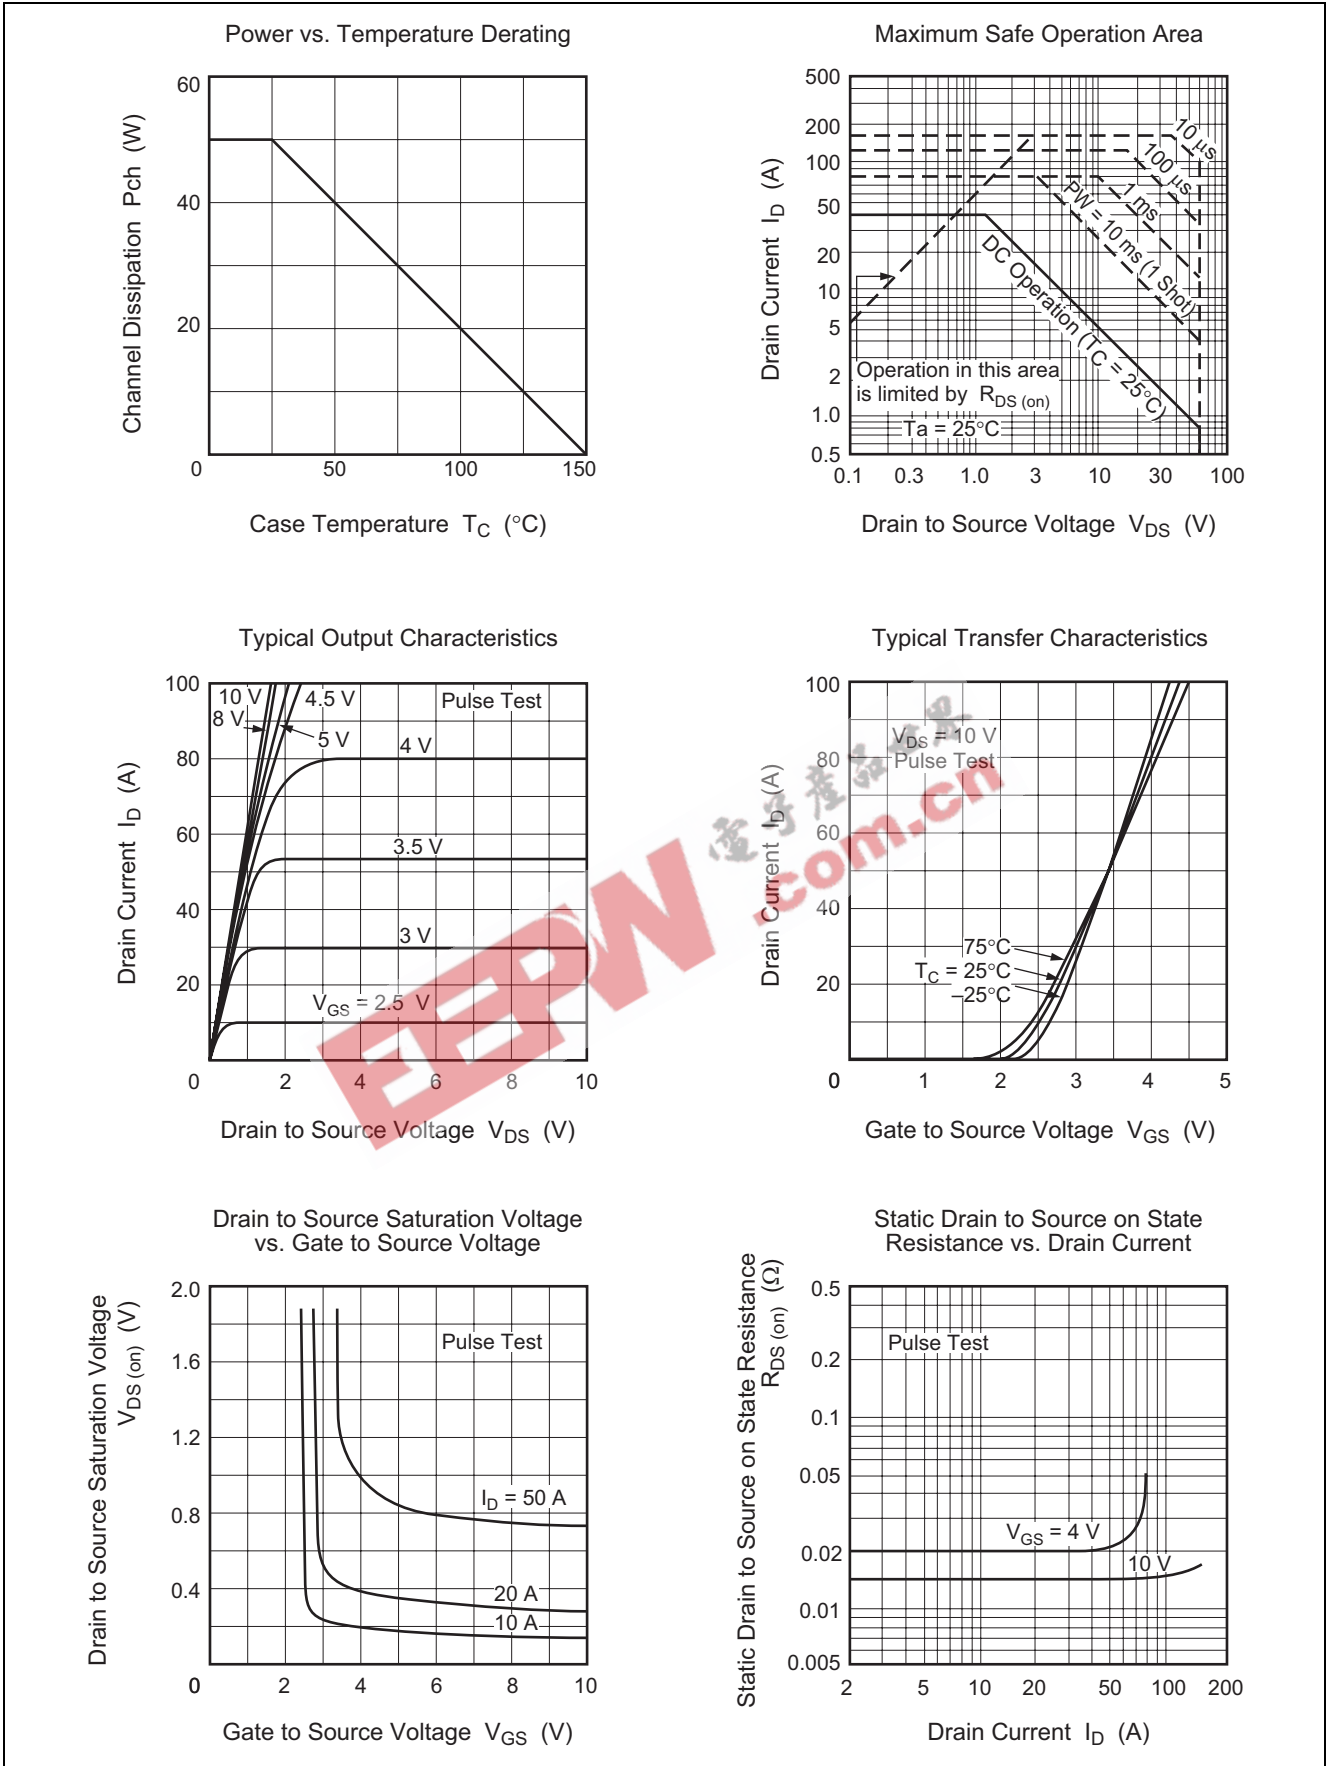 Power vs. Temperature Derating
Channel Dissipation Pch (W)
60
40
20
0
50
100
150
Case Temperature TC (°C)
Maximum Safe Operation Area
Drain Current ID (A)
500
200
100
50
20
10
5
2
1.0
0.5
0.1
0.3
1.0
3
10
30
100
10 μs
100 μs
1 ms
PW = 10 ms (1 Shot)
DC Operation (TC = 25°C)
Operation in this area
is limited by RDS (on)
Ta = 25°C
Drain to Source Voltage VDS (V)
Typical Output Characteristics
Drain Current ID (A)
100
80
60
40
20
0
2
4
6
8
10
10 V
8 V
4.5 V
5 V
Pulse Test
4 V
3.5 V
3 V
VGS = 2.5 V
Drain to Source Voltage VDS (V)
Typical Transfer Characteristics
Drain Current ID (A)
100
80
60
40
20
0
1
2
3
4
5
VDS = 10 V
Pulse Test
75°C
TC = 25°C
–25°C
Gate to Source Voltage VGS (V)
EEPW
.com.cn
電子產品世界
Drain to Source Saturation Voltage
vs. Gate to Source Voltage
Drain to Source Saturation Voltage
VDS (on) (V)
2.0
1.6
1.2
0.8
0.4
0
2
4
6
8
10
Pulse Test
ID = 50 A
20 A
10 A
Gate to Source Voltage VGS (V)
Static Drain to Source on State
Resistance vs. Drain Current
Static Drain to Source on State Resistance
RDS (on) (Ω)
0.5
0.2
0.1
0.05
0.02
0.01
0.005
2
5
10
20
50
100
200
Pulse Test
VGS = 4 V
10 V
Drain Current ID (A)